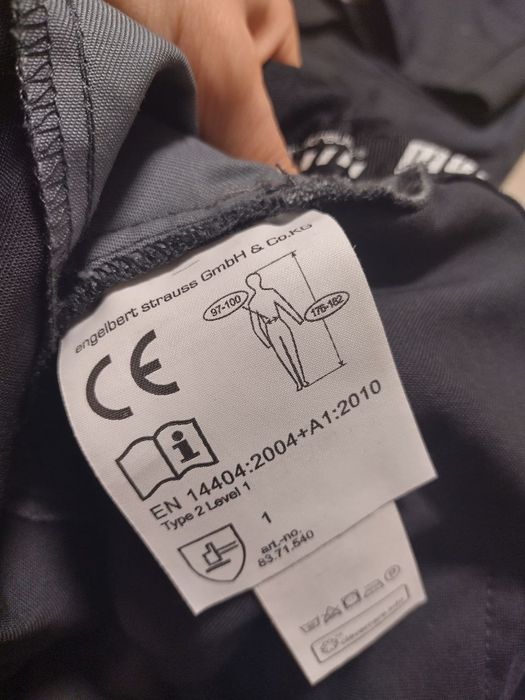 engelbert strauss GmbH & Co.KG
CE
97-100
176-182
i
EN 14404:2004+A1:2010
Type 2 Level 1
1
art.-no.
83.71.540
P